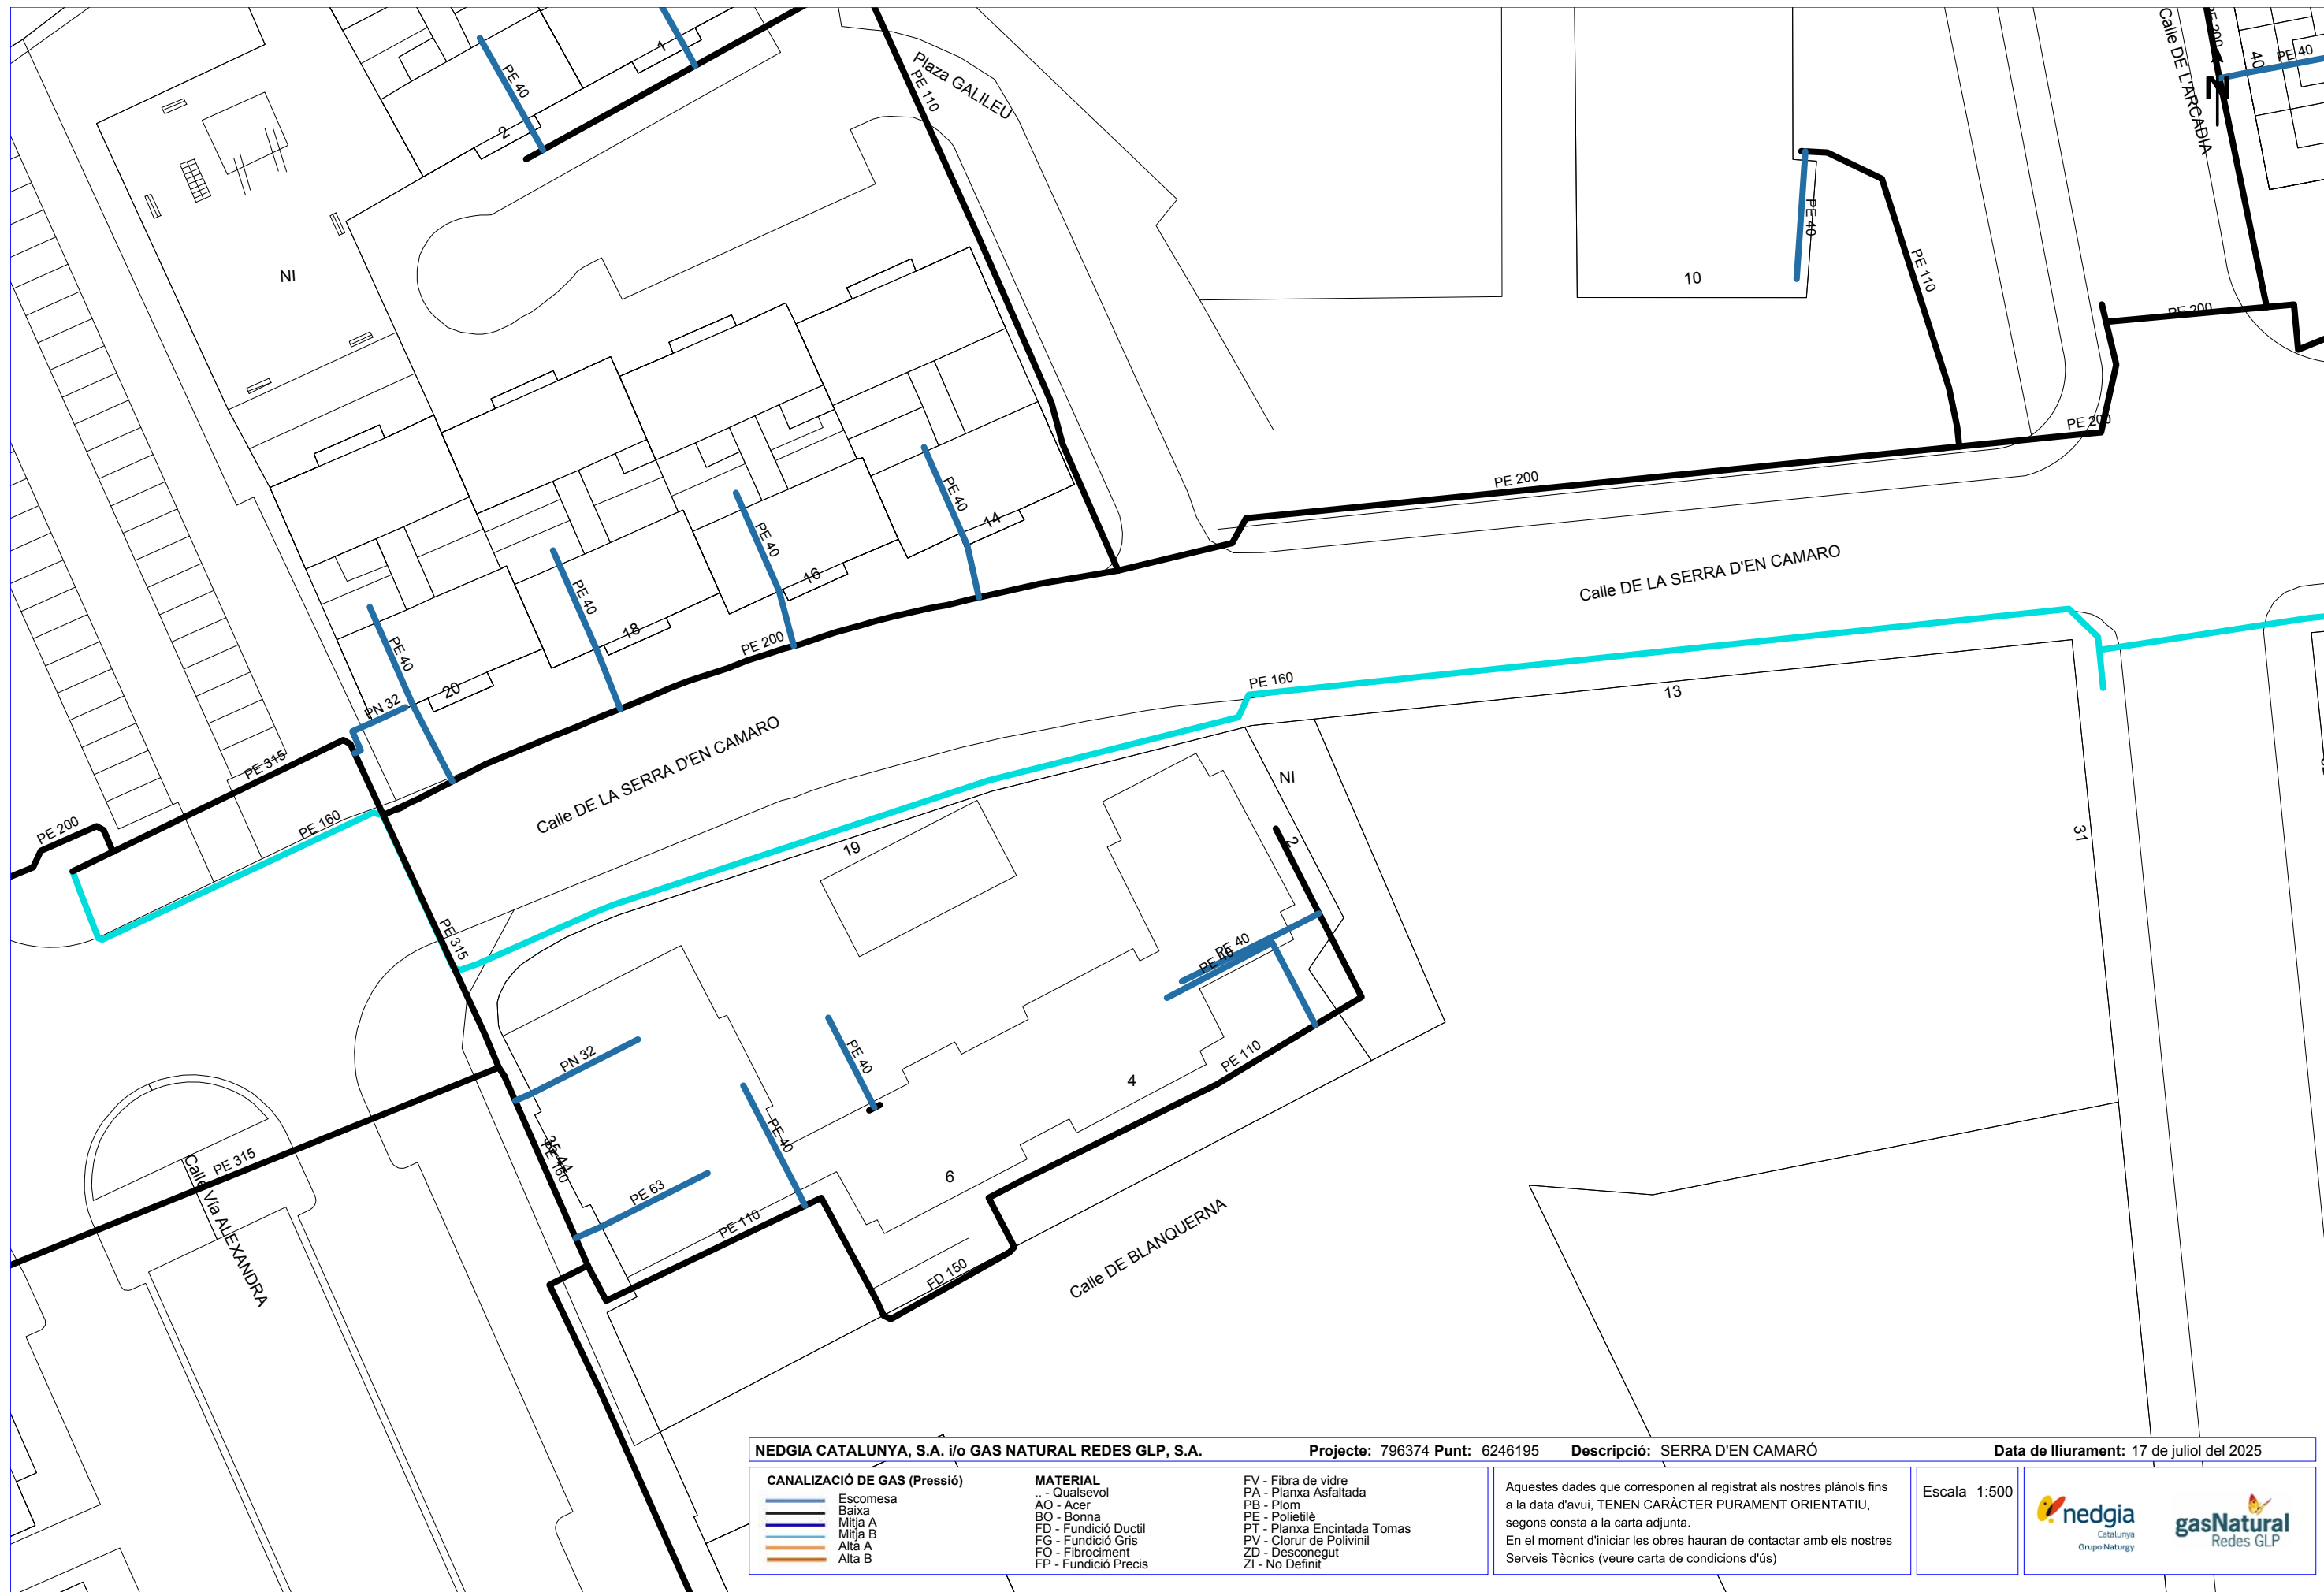 1
PE 40
2
Plaza GALILEU
PE 110
Calle DE L'ARCADIA
PE 200
40
PE 40
N
NI
PE 40
10
PE 110
PE 200
PE 200
PE 200
PE 40
14
PE 40
16
PE 40
18
PE 200
Calle DE LA SERRA D'EN CAMARO
PE 40
20
PN 32
PE 160
13
PE 315
PE 200
PE 160
Calle DE LA SERRA D'EN CAMARO
NI
19
2
31
PE 315
PE 40
PE 40
PN 32
PE 40
PE 110
4
PE 40
35-44
PE 160
PE 315
Calle Vía ALEXANDRA
PE 63
6
PE 110
FD 150
Calle DE BLANQUERNA
NEDGIA CATALUNYA, S.A. i/o GAS NATURAL REDES GLP, S.A. Projecte: 796374 Punt: 6246195 Descripció: SERRA D'EN CAMARÓ Data de lliurament: 17 de juliol del 2025
CANALIZACIÓ DE GAS (Pressió)
Escomesa
Baixa
Mitja A
Mitja B
Alta A
Alta B
MATERIAL
.. - Qualsevol
AO - Acer
BO - Bonna
FD - Fundició Ductil
FG - Fundició Gris
FO - Fibrociment
FP - Fundició Precis
FV - Fibra de vidre
PA - Planxa Asfaltada
PB - Plom
PE - Polietilè
PT - Planxa Encintada Tomas
PV - Clorur de Polivinil
ZD - Desconegut
ZI - No Definit
Aquestes dades que corresponen al registrat als nostres plànols fins
a la data d'avui, TENEN CARÀCTER PURAMENT ORIENTATIU,
segons consta a la carta adjunta.
En el moment d'iniciar les obres hauran de contactar amb els nostres
Serveis Tècnics (veure carta de condicions d'ús)
Escala 1:500
nedgia
Catalunya
Grupo Naturgy
gasNatural
Redes GLP